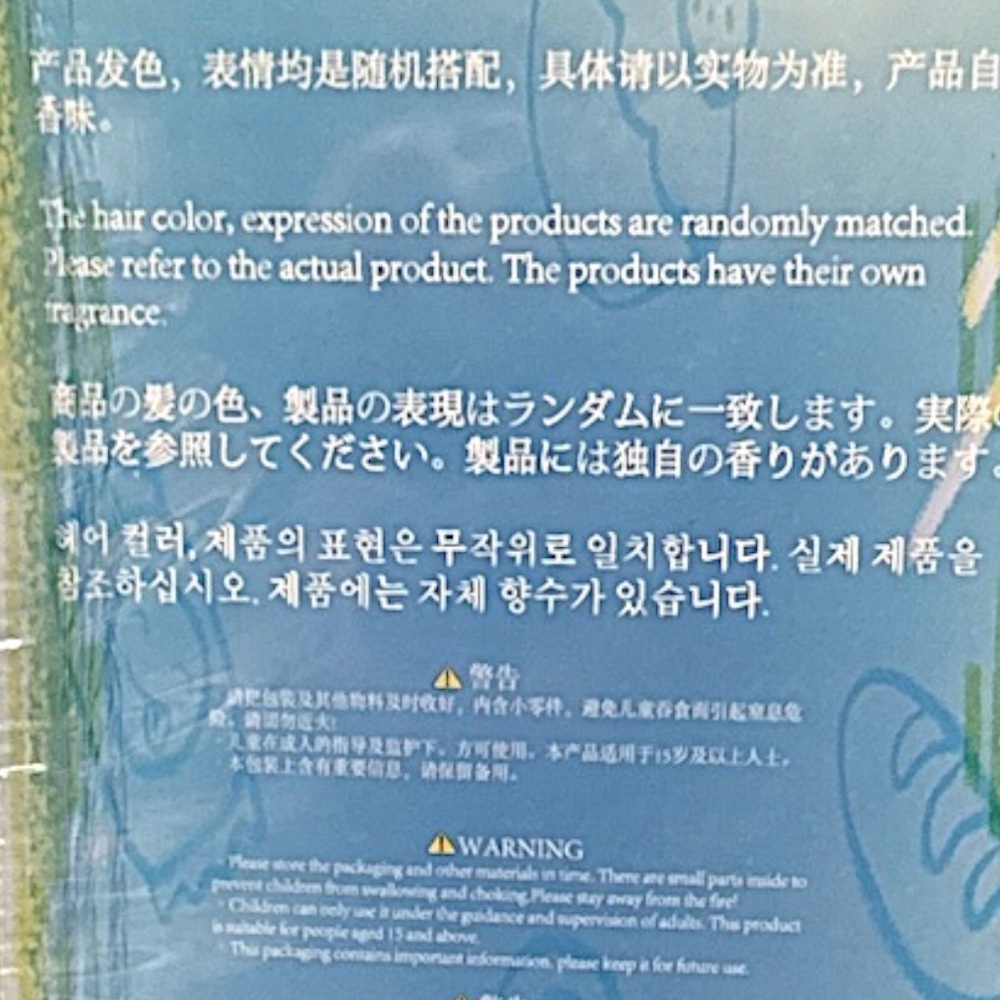 产品发色，表情均是随机搭配，具体请以实物为准，产品自
香味。
The hair color, expression of the products are randomly matched.
Please refer to the actual product. The products have their own
fragrance.
商品の髪の色、製品の表現はランダムに一致します。実際
製品を参照してください。製品には独自の香りがあります。
헤어 컬러, 제품의 표현은 무작위로 일치합니다. 실제 제품을
참조하십시오. 제품에는 자체 향수가 있습니다.
⚠警告
· 请把包装及其他物料及时收好，内含小零件，避免儿童吞食而引起窒息危
险。请切勿近火!
· 儿童在成人的指导及监护下，方可使用。本产品适用于15岁及以上人士。
· 本包装上含有重要信息，请保留备用。
⚠WARNING
· Please store the packaging and other materials in time. There are small parts inside to
prevent children from swallowing and choking.Please stay away from the fire!
· Children can only use it under the guidance and supervision of adults. This product
is suitable for people aged 15 and above.
· This packaging contains important information, please keep it for future use.